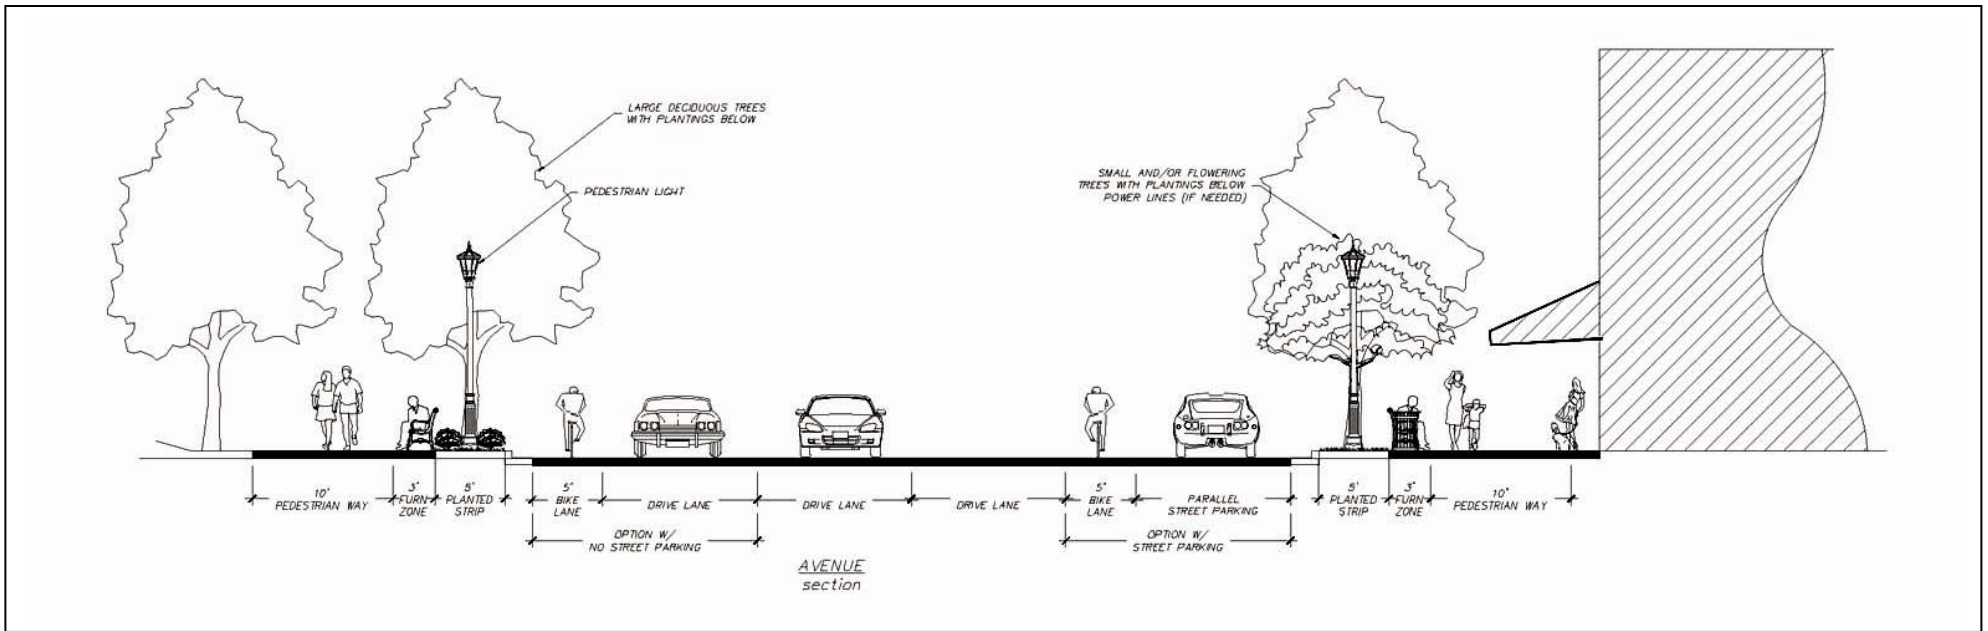 LARGE DECIDUOUS TREES
WITH PLANTINGS BELOW
PEDESTRIAN LIGHT
SMALL AND/OR FLOWERING
TREES WITH PLANTINGS BELOW
POWER LINES (IF NEEDED)
10'
PEDESTRIAN WAY
3'
FURN
ZONE
5'
PLANTED
STRIP
5'
BIKE
LANE
DRIVE LANE
DRIVE LANE
DRIVE LANE
5'
BIKE
LANE
PARALLEL
STREET PARKING
5'
PLANTED
STRIP
3'
FURN
ZONE
10'
PEDESTRIAN WAY
OPTION W/
NO STREET PARKING
OPTION W/
STREET PARKING
AVENUE
section